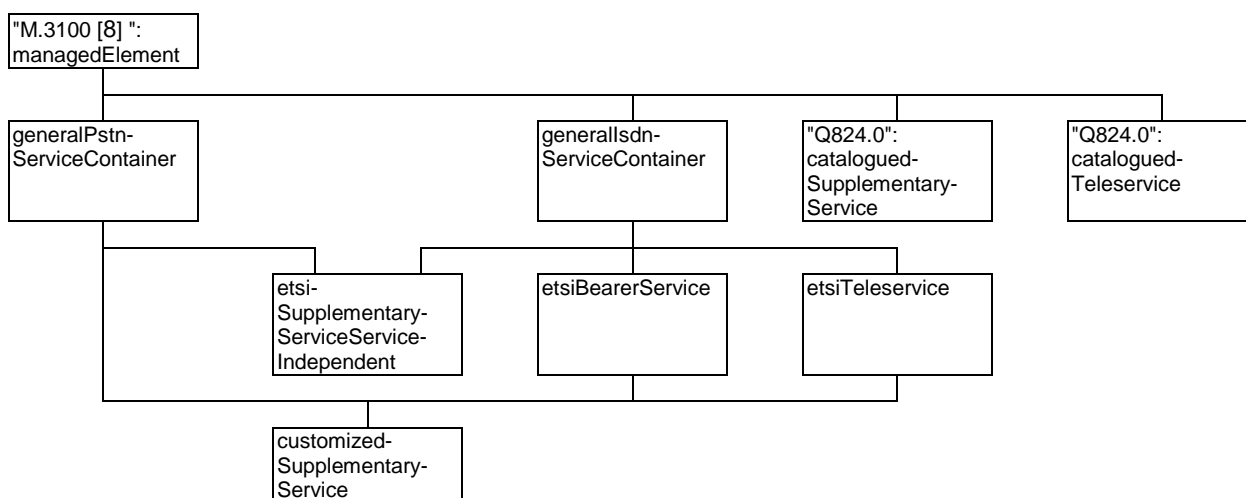 "M.3100 [8] ":
managedElement
generalPstn-
ServiceContainer
generalIsdn-
ServiceContainer
"Q824.0":
catalogued-
Supplementary-
Service
"Q824.0":
catalogued-
Teleservice
etsi-
Supplementary-
ServiceService-
Independent
etsiBearerService
etsiTeleservice
customized-
Supplementary-
Service